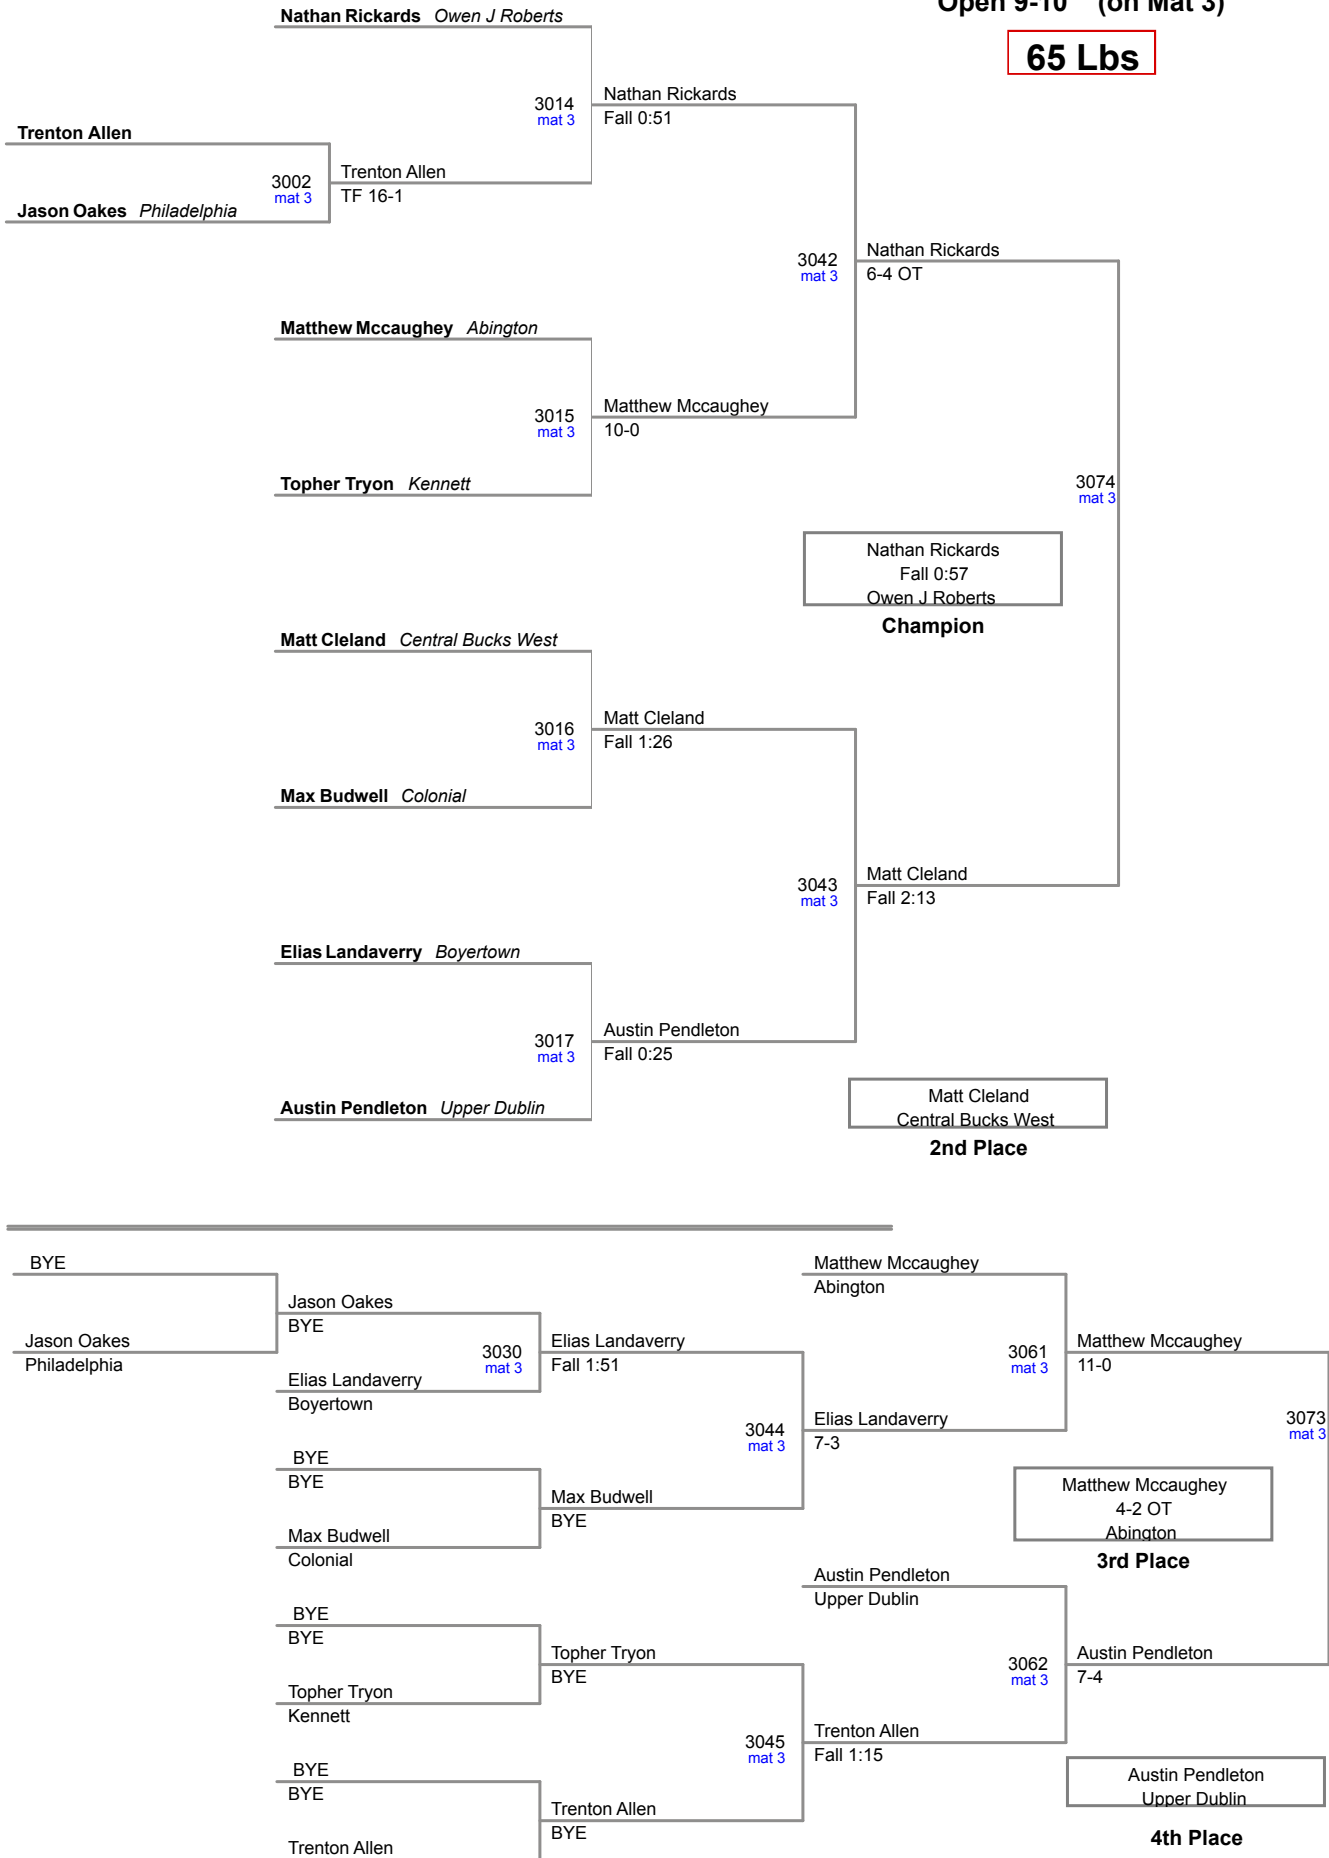 Open 9-10 (on Mat 3)
65 Lbs
Nathan Rickards Owen J Roberts
3014
mat 3
Nathan Rickards
Fall 0:51
Trenton Allen
3002
mat 3
Trenton Allen
TF 16-1
Jason Oakes Philadelphia
3042
mat 3
Nathan Rickards
6-4 OT
Matthew Mccaughey Abington
3015
mat 3
Matthew Mccaughey
10-0
Topher Tryon Kennett
3074
mat 3
Nathan Rickards
Fall 0:57
Owen J Roberts
Champion
Matt Cleland Central Bucks West
3016
mat 3
Matt Cleland
Fall 1:26
Max Budwell Colonial
3043
mat 3
Matt Cleland
Fall 2:13
Elias Landaverry Boyertown
3017
mat 3
Austin Pendleton
Fall 0:25
Austin Pendleton Upper Dublin
Matt Cleland
Central Bucks West
2nd Place
BYE
Jason Oakes
BYE
Jason Oakes
Philadelphia
3030
mat 3
Elias Landaverry
Fall 1:51
Elias Landaverry
Boyertown
Matthew Mccaughey
Abington
3061
mat 3
Matthew Mccaughey
11-0
3044
mat 3
Elias Landaverry
7-3
3073
mat 3
BYE
BYE
Max Budwell
BYE
Max Budwell
Colonial
Matthew Mccaughey
4-2 OT
Abington
3rd Place
Austin Pendleton
Upper Dublin
BYE
BYE
Topher Tryon
BYE
Topher Tryon
Kennett
3062
mat 3
Austin Pendleton
7-4
3045
mat 3
Trenton Allen
Fall 1:15
BYE
BYE
Trenton Allen
BYE
Trenton Allen
Austin Pendleton
Upper Dublin
4th Place